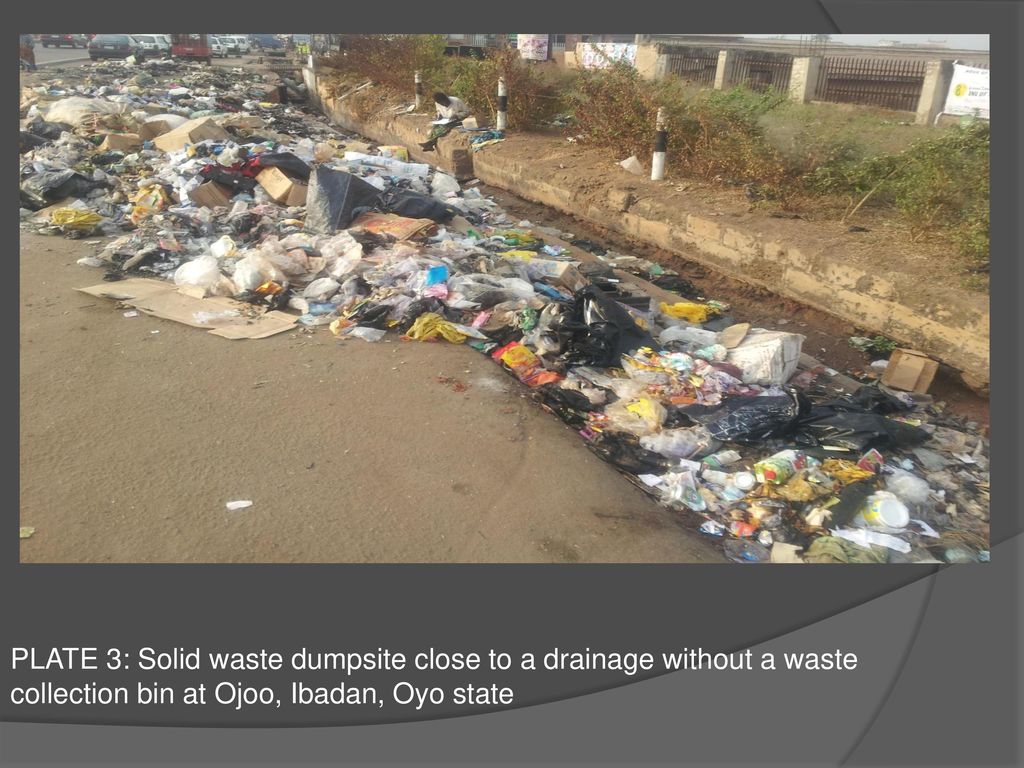 PLATE 3: Solid waste dumpsite close to a drainage without a waste
collection bin at Ojoo, Ibadan, Oyo state